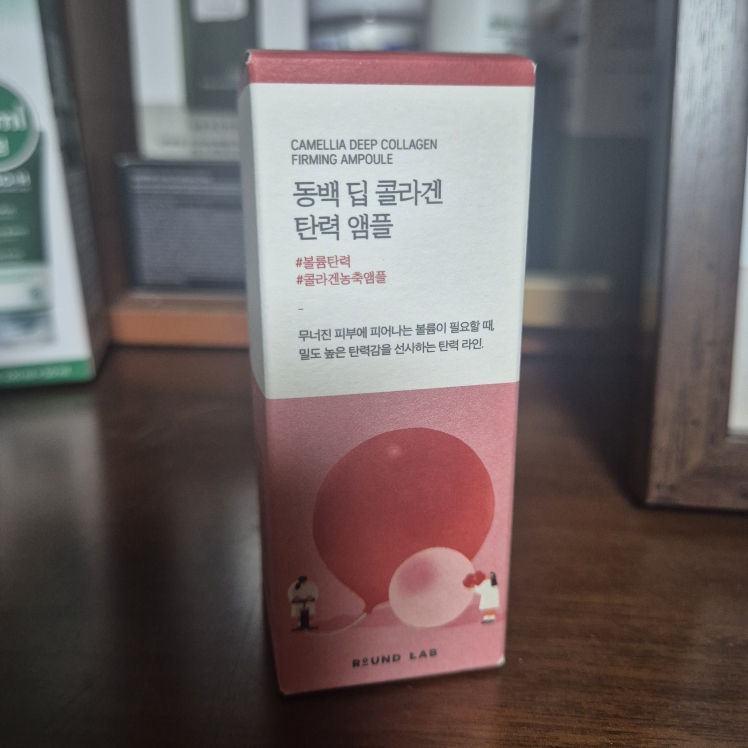 CAMELLIA DEEP COLLAGEN
FIRMING AMPOULE
동백 딥 콜라겐
탄력 앰플
#볼륨탄력
#콜라겐농축앰플
무너진 피부에 피어나는 볼륨이 필요할 때,
밀도 높은 탄력감을 선사하는 탄력 라인.
ROUND LAB
ml